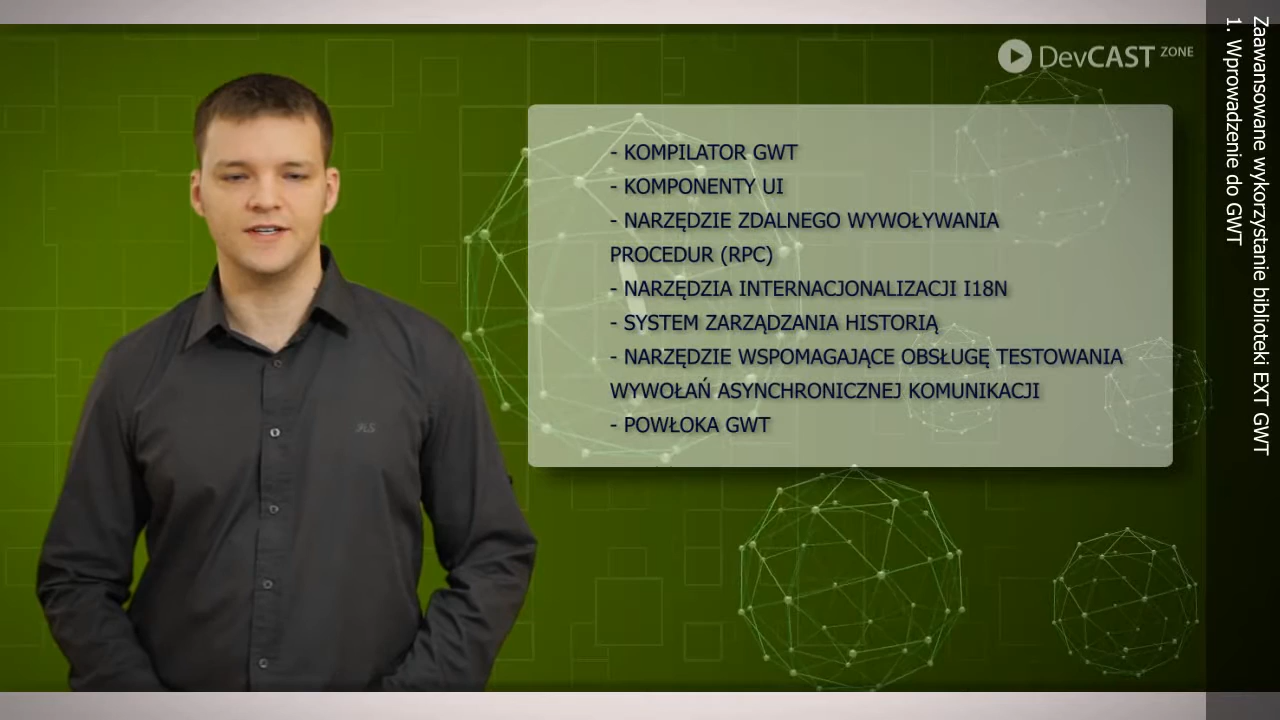 DevCAST ZONE
- KOMPILATOR GWT
- KOMPONENTY UI
- NARZĘDZIE ZDALNEGO WYWOŁYWANIA
PROCEDUR (RPC)
- NARZĘDZIA INTERNACJONALIZACJI I18N
- SYSTEM ZARZĄDZANIA HISTORIĄ
- NARZĘDZIE WSPOMAGAJĄCE OBSŁUGĘ TESTOWANIA
WYWOŁAŃ ASYNCHRONICZNEJ KOMUNIKACJI
- POWŁOKA GWT
Zaawansowane wykorzystanie biblioteki EXT GWT
1. Wprowadzenie do GWT